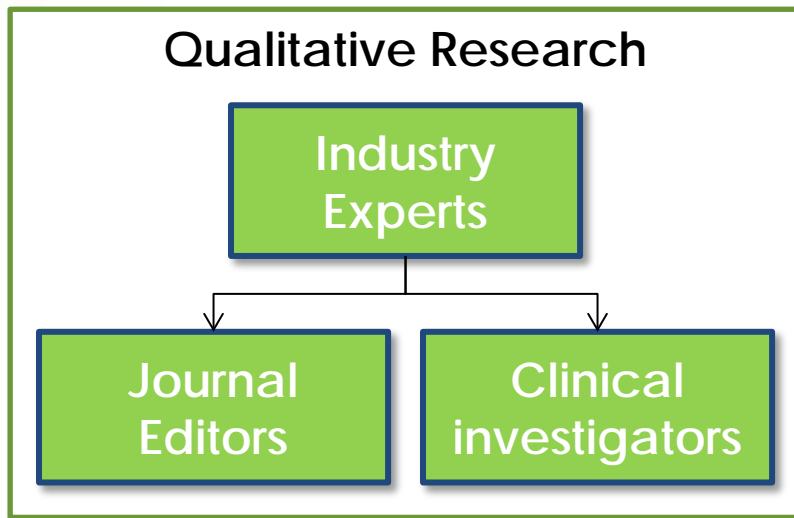 Qualitative Research
Industry
Experts
Journal
Editors
Clinical
investigators